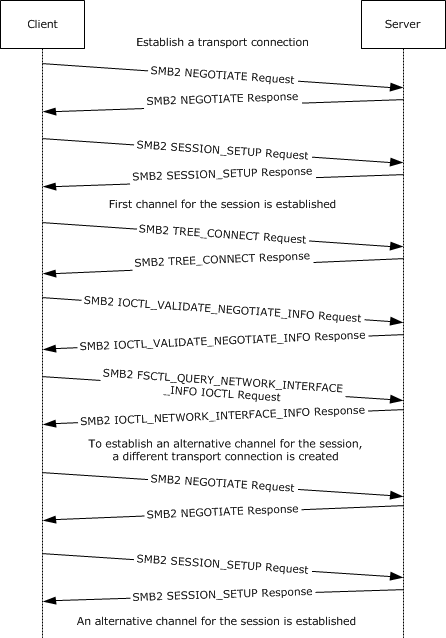 Client
Server
Establish a transport connection
SMB2 NEGOTIATE Request
SMB2 NEGOTIATE Response
SMB2 SESSION_SETUP Request
SMB2 SESSION_SETUP Response
First channel for the session is established
SMB2 TREE_CONNECT Request
SMB2 TREE_CONNECT Response
SMB2 IOCTL_VALIDATE_NEGOTIATE_INFO Request
SMB2 IOCTL_VALIDATE_NEGOTIATE_INFO Response
SMB2 FSCTL_QUERY_NETWORK_INTERFACE
_INFO IOCTL Request
SMB2 IOCTL_NETWORK_INTERFACE_INFO Response
To establish an alternative channel for the session,
a different transport connection is created
SMB2 NEGOTIATE Request
SMB2 NEGOTIATE Response
SMB2 SESSION_SETUP Request
SMB2 SESSION_SETUP Response
An alternative channel for the session is established